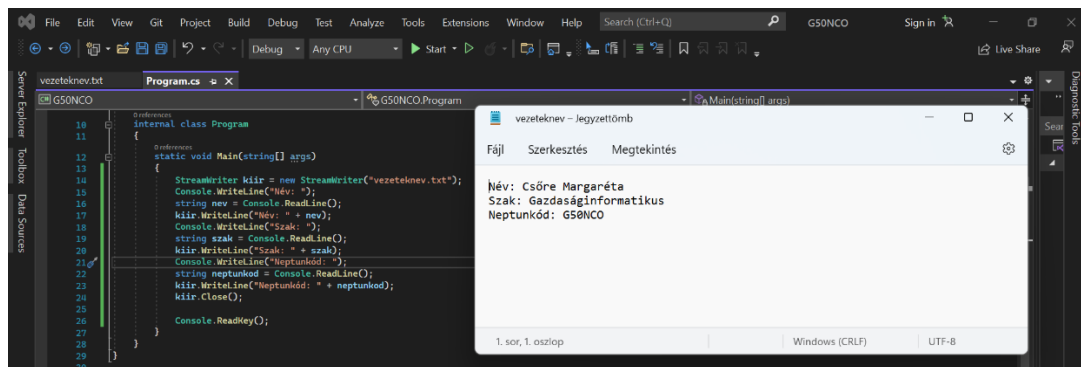 File Edit View Git Project Build Debug Test Analyze Tools Extensions Window Help Search (Ctrl+Q) G50NCO Sign in
Debug Any CPU Start Live Share
Server Explorer
Toolbox
Data Sources
vezeteknev.txt Program.cs
C# G50NCO G50NCO.Program Main(string[] args)
0 references
10 internal class Program
11 {
0 references
12 static void Main(string[] args)
13 {
14 StreamWriter kiir = new StreamWriter("vezeteknev.txt");
15 Console.WriteLine("Név: ");
16 string nev = Console.ReadLine();
17 kiir.WriteLine("Név: " + nev);
18 Console.WriteLine("Szak: ");
19 string szak = Console.ReadLine();
20 kiir.WriteLine("Szak: " + szak);
21 Console.WriteLine("Neptunkód: ");
22 string neptunkod = Console.ReadLine();
23 kiir.WriteLine("Neptunkód: " + neptunkod);
24 kiir.Close();
25
26 Console.ReadKey();
27 }
28 }
29 }
vezeteknev – Jegyzettömb
Fájl Szerkesztés Megtekintés
Név: Csőre Margaréta
Szak: Gazdaságinformatikus
Neptunkód: G50NCO
1. sor, 1. oszlop Windows (CRLF) UTF-8
Diagnostic Tools
Sear